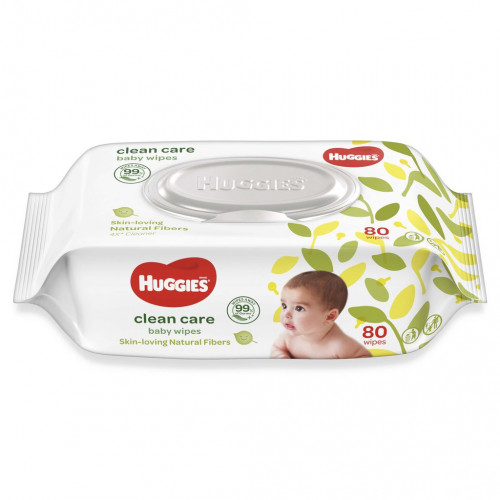 clean care
baby wipes
99
Skin-loving
Natural Fibers
HUGGIES
HUGGIES
80
wipes
HUGGIES
clean care
baby wipes
99
Skin-loving Natural Fibers
80
wipes